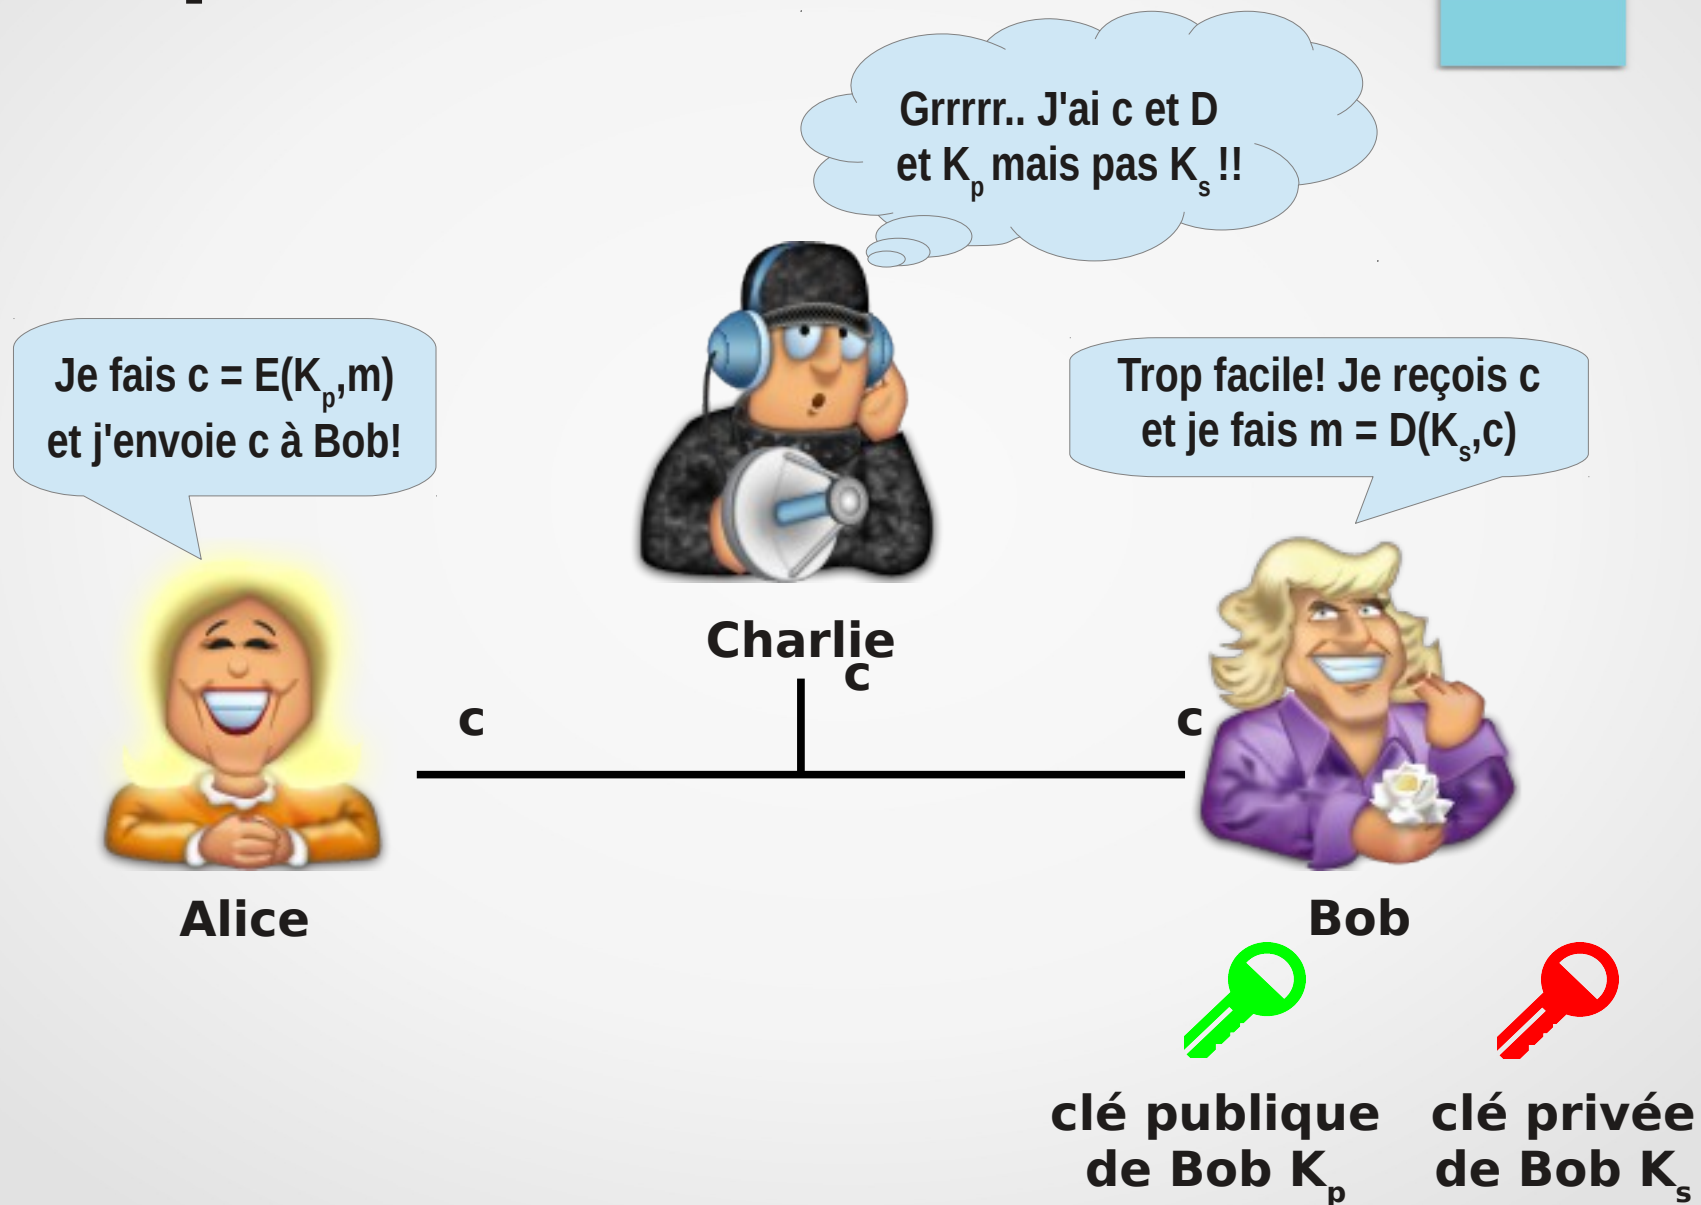 Grrrrr.. J'ai c et D
et Kp mais pas Ks !!
Je fais c = E(Kp,m)
et j'envoie c à Bob!
Trop facile! Je reçois c
et je fais m = D(Ks,c)
Charlie
c
c
c
Alice
Bob
clé publique
de Bob Kp
clé privée
de Bob Ks